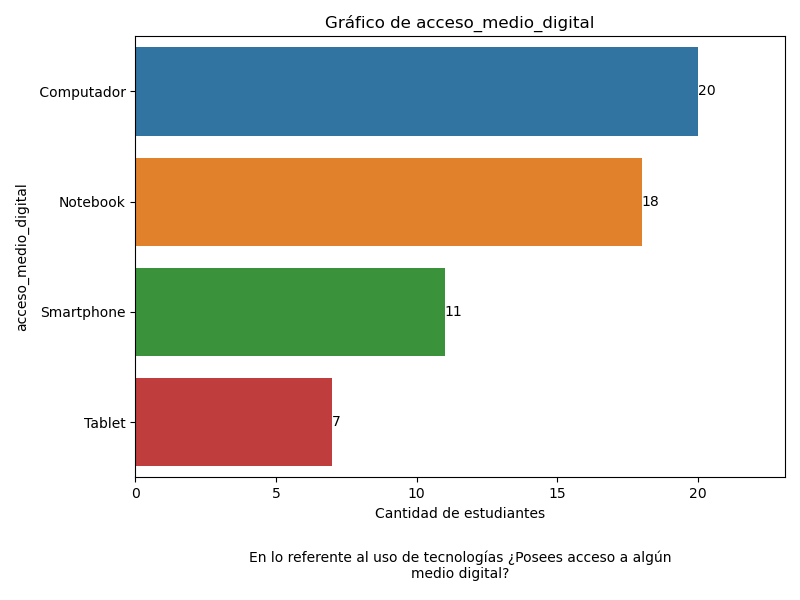 Gráfico de acceso_medio_digital
acceso_medio_digital
Computador
20
Notebook
18
Smartphone
11
Tablet
7
0 5 10 15 20
Cantidad de estudiantes
En lo referente al uso de tecnologías ¿Posees acceso a algún
medio digital?